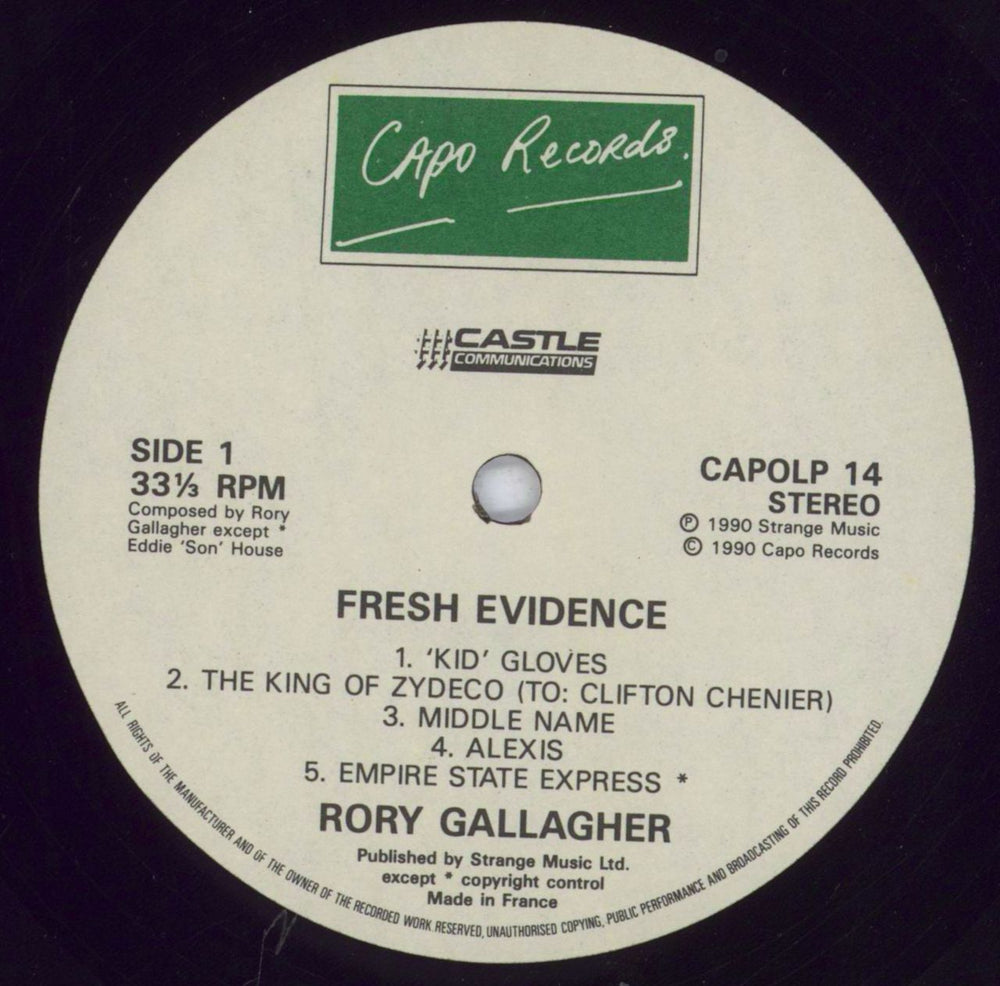 Capo Records.
CASTLE
COMMUNICATIONS
SIDE 1
33⅓ RPM
Composed by Rory
Gallagher except *
Eddie 'Son' House
CAPOLP 14
STEREO
℗ 1990 Strange Music
© 1990 Capo Records
FRESH EVIDENCE
1. 'KID' GLOVES
2. THE KING OF ZYDECO (TO: CLIFTON CHENIER)
3. MIDDLE NAME
4. ALEXIS
5. EMPIRE STATE EXPRESS *
RORY GALLAGHER
Published by Strange Music Ltd.
except * copyright control
Made in France
ALL RIGHTS OF THE MANUFACTURER AND OF THE OWNER OF THE RECORDED WORK RESERVED, UNAUTHORISED COPYING, PUBLIC PERFORMANCE AND BROADCASTING OF THIS RECORD PROHIBITED.